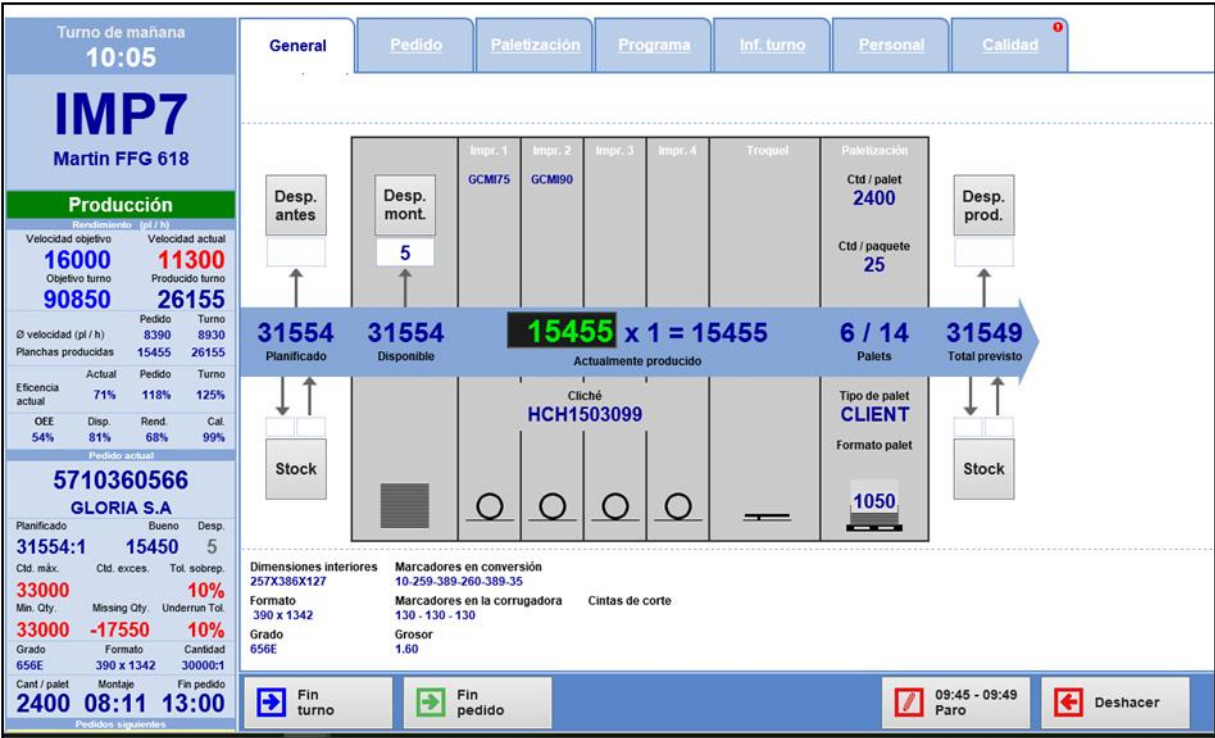 Turno de mañana
10:05
IMP7
Martin FFG 618
Producción
Rendimiento (pl / h)
Velocidad objetivo Velocidad actual
16000 11300
Objetivo turno Producido turno
90850 26155
Pedido Turno
Ø velocidad (pl / h) 8390 8930
Planchas producidas 15455 26155
Actual Pedido Turno
Eficencia actual 71% 118% 125%
OEE Disp. Rend. Cal.
54% 81% 68% 99%
Pedido actual
5710360566
GLORIA S.A
Planificado Bueno Desp.
31554:1 15450 5
Ctd. máx. Ctd. exces. Tol. sobrep.
33000 10%
Min. Qty. Missing Qty. Underrun Tol.
33000 -17550 10%
Grado Formato Cantidad
656E 390 x 1342 30000:1
Cant / palet Montaje Fin pedido
2400 08:11 13:00
Pedidos siguientes
General Pedido Paletización Programa Inf. turno Personal Calidad
Impr. 1 Impr. 2 Impr. 3 Impr. 4 Troquel Paletización
GCMI75 GCMI90
Ctd / palet
2400
Desp. antes
Desp. mont.
5
Desp. prod.
Ctd / paquete
25
31554 31554 15455 x 1 = 15455 6 / 14 31549
Planificado Disponible Actualmente producido Palets Total previsto
Cliché
HCH1503099
Tipo de palet
CLIENT
Formato palet
1050
Stock
Stock
Dimensiones interiores Marcadores en conversión
257X386X127 10-259-389-260-389-35
Formato Marcadores en la corrugadora Cintas de corte
390 x 1342 130 - 130 - 130
Grado Grosor
656E 1.60
Fin turno
Fin pedido
09:45 - 09:49
Paro
Deshacer